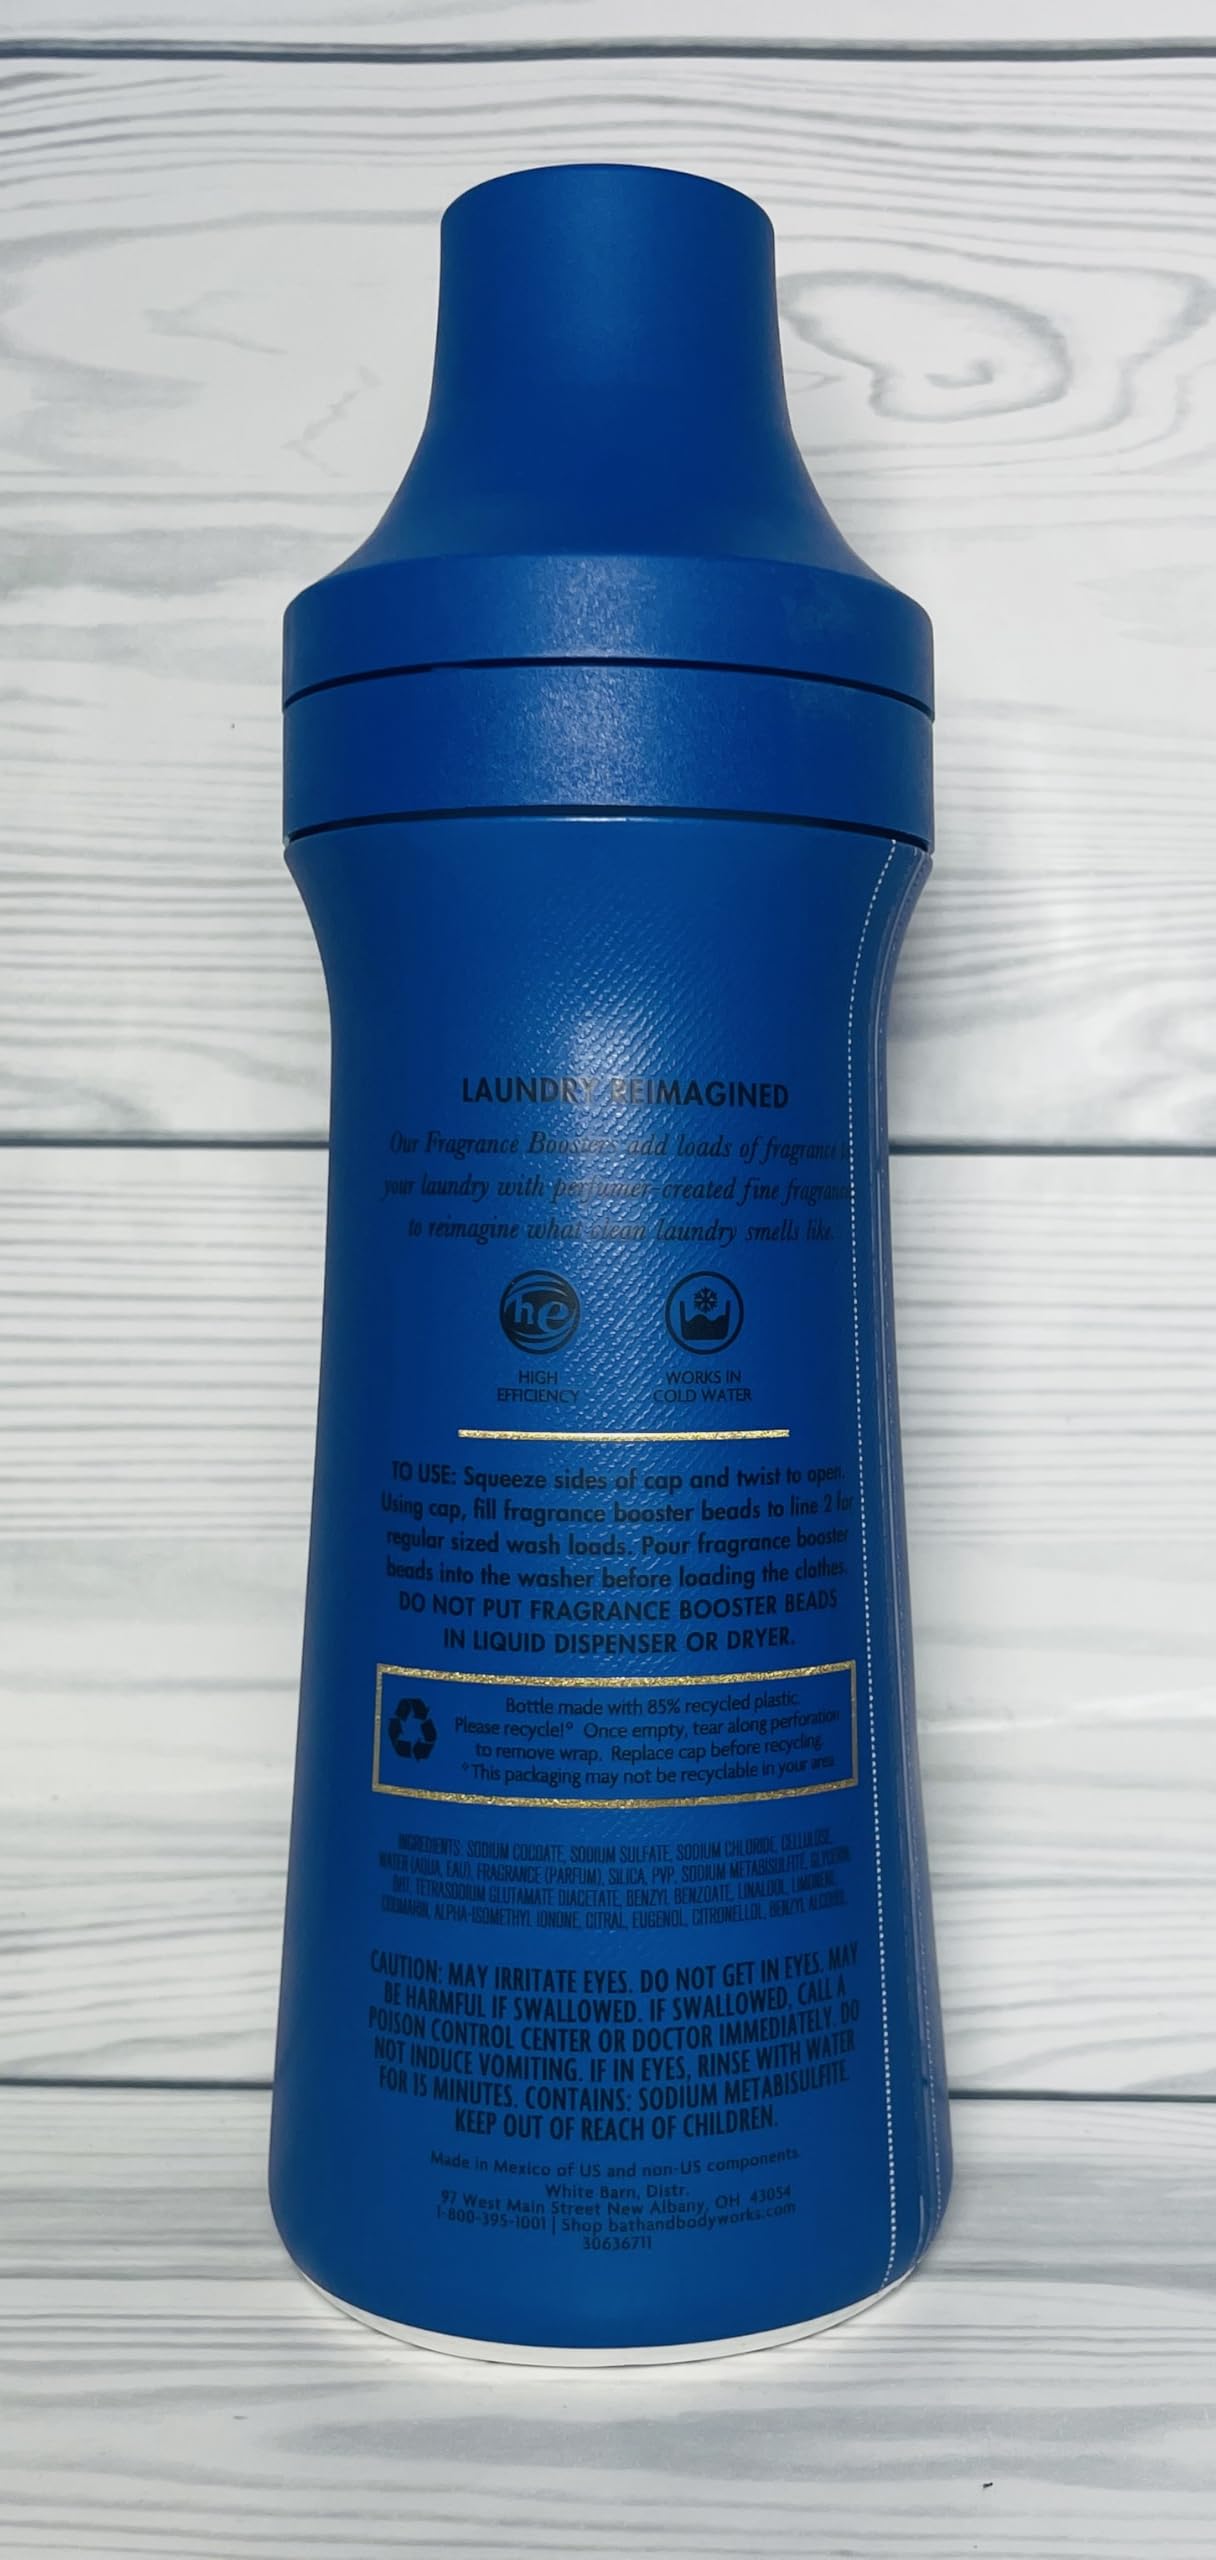 LAUNDRY REIMAGINED
Our Fragrance Boosters add loads of fragrance
your laundry with perfumer-created fine fragrance
to reimagine what clean laundry smells like.
he
HIGH
EFFICIENCY
WORKS IN
COLD WATER
TO USE: Squeeze sides of cap and twist to open.
Using cap, fill fragrance booster beads to line 2 for
regular sized wash loads. Pour fragrance booster
beads into the washer before loading the clothes.
DO NOT PUT FRAGRANCE BOOSTER BEADS
IN LIQUID DISPENSER OR DRYER.
Bottle made with 85% recycled plastic.
Please recycle!° Once empty, tear along perforation
to remove wrap. Replace cap before recycling.
°This packaging may not be recyclable in your area
INGREDIENTS: SODIUM COCOATE, SODIUM SULFATE, SODIUM CHLORIDE, CELLULOSE,
WATER (AQUA, EAU), FRAGRANCE (PARFUM), SILICA, PVP, SODIUM METABISULFITE, GLYCERIN,
BHT, TETRASODIUM GLUTAMATE DIACETATE, BENZYL BENZOATE, LINALOOL, LIMONENE,
COUMARIN, ALPHA-ISOMETHYL IONONE, CITRAL, EUGENOL, CITRONELLOL, BENZYL ALCOHOL
CAUTION: MAY IRRITATE EYES. DO NOT GET IN EYES. MAY
BE HARMFUL IF SWALLOWED. IF SWALLOWED, CALL A
POISON CONTROL CENTER OR DOCTOR IMMEDIATELY. DO
NOT INDUCE VOMITING. IF IN EYES, RINSE WITH WATER
FOR 15 MINUTES. CONTAINS: SODIUM METABISULFITE.
KEEP OUT OF REACH OF CHILDREN.
Made in Mexico of US and non-US components.
White Barn, Distr.
97 West Main Street New Albany, OH 43054
1-800-395-1001 | Shop bathandbodyworks.com
30636711